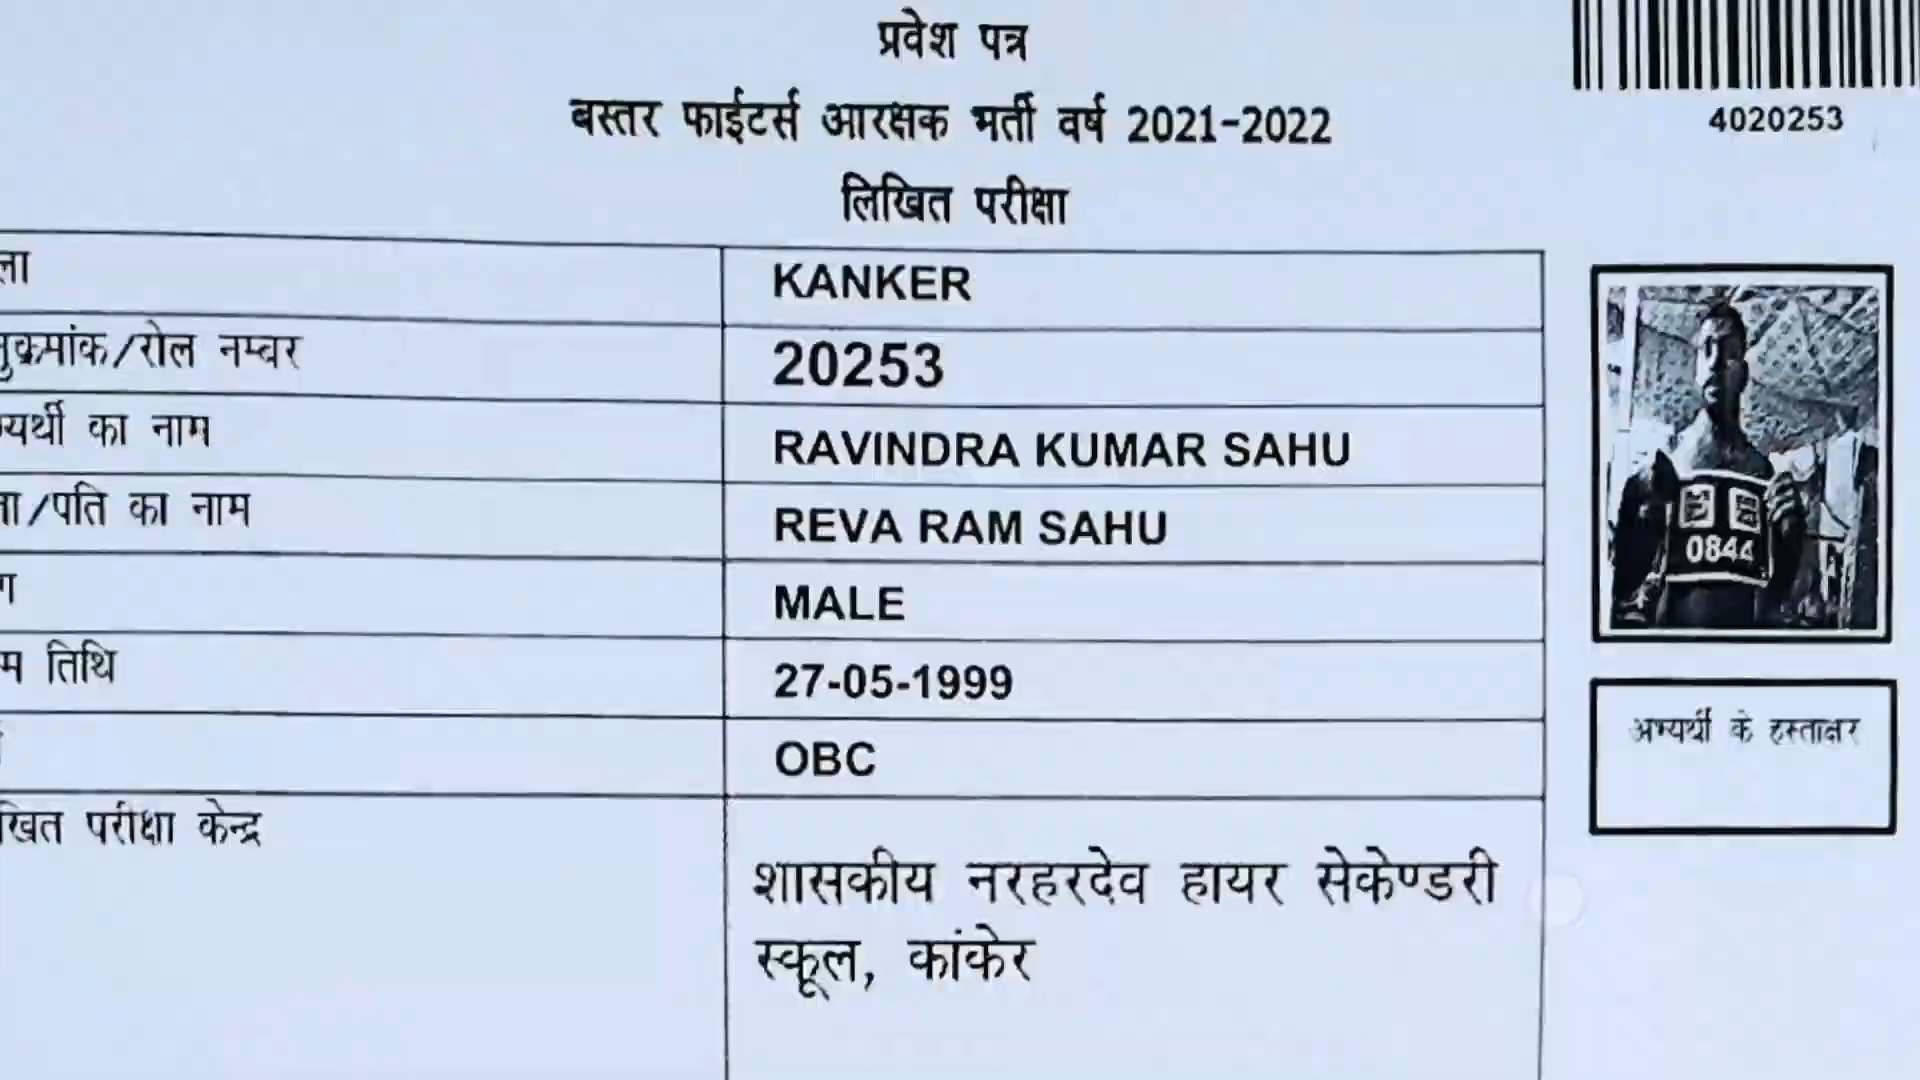 प्रवेश पत्र
बस्तर फाईटर्स आरक्षक भर्ती वर्ष 2021-2022
4020253
लिखित परीक्षा
ला KANKER
नुक्रमांक/रोल नम्बर 20253
भ्यर्थी का नाम RAVINDRA KUMAR SAHU
ता/पति का नाम REVA RAM SAHU
ग MALE
म तिथि 27-05-1999
OBC
खित परीक्षा केन्द्र
शासकीय नरहरदेव हायर सेकेण्डरी
स्कूल, कांकेर
0844
अभ्यर्थी के हस्ताक्षर